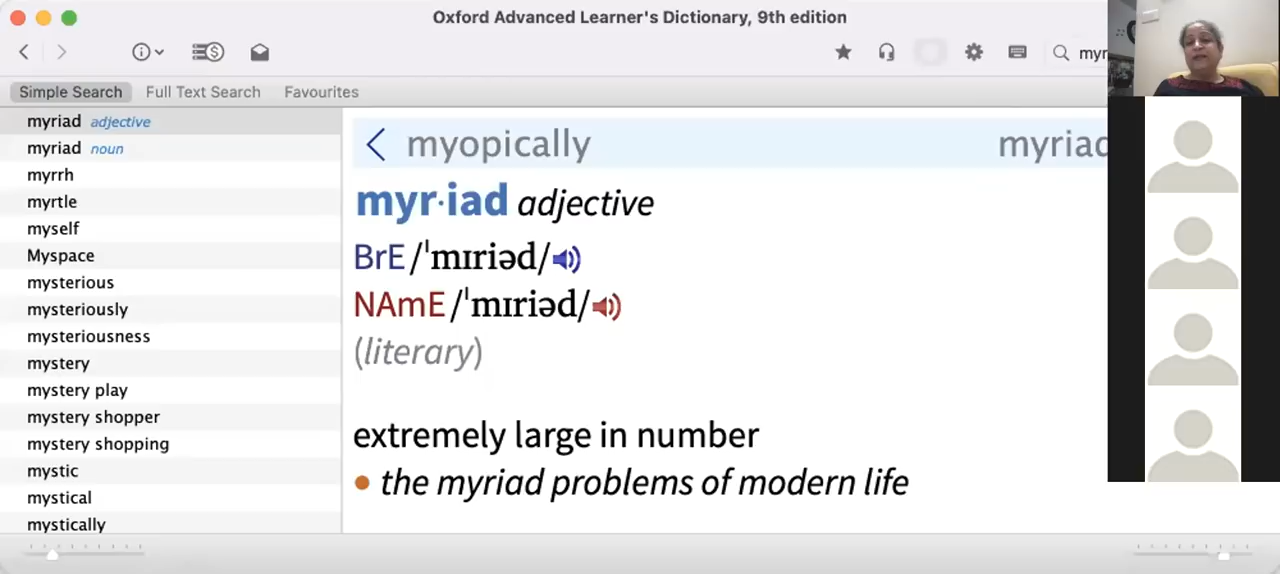 Oxford Advanced Learner's Dictionary, 9th edition
myr
Simple Search Full Text Search Favourites
myriad adjective
myriad noun
myrrh
myrtle
myself
Myspace
mysterious
mysteriously
mysteriousness
mystery
mystery play
mystery shopper
mystery shopping
mystic
mystical
mystically
myopically myriad
myr·iad adjective
BrE /ˈmɪriəd/
NAmE /ˈmɪriəd/
(literary)
extremely large in number
• the myriad problems of modern life